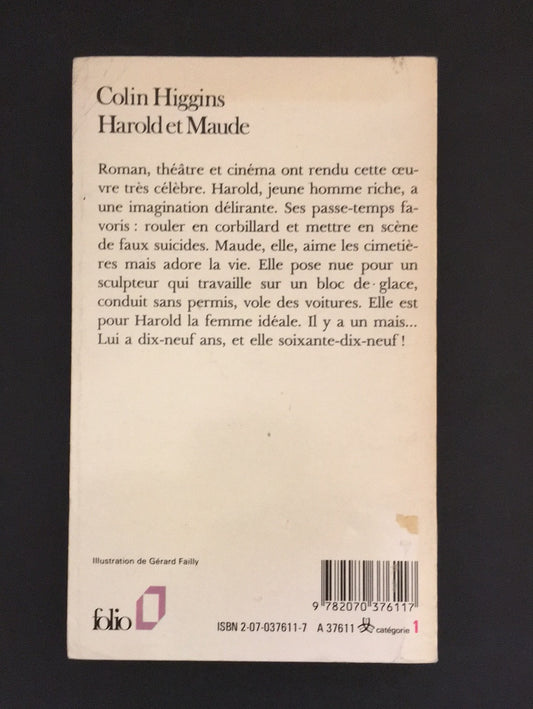 Colin Higgins
Harold et Maude
Roman, théâtre et cinéma ont rendu cette œu-
vre très célèbre. Harold, jeune homme riche, a
une imagination délirante. Ses passe-temps fa-
voris : rouler en corbillard et mettre en scène
de faux suicides. Maude, elle, aime les cimetiè-
res mais adore la vie. Elle pose nue pour un
sculpteur qui travaille sur un bloc de glace,
conduit sans permis, vole des voitures. Elle est
pour Harold la femme idéale. Il y a un mais...
Lui a dix-neuf ans, et elle soixante-dix-neuf !
Illustration de Gérard Failly
9 782070 376117
folio
ISBN 2-07-037611-7 A 37611 catégorie 1